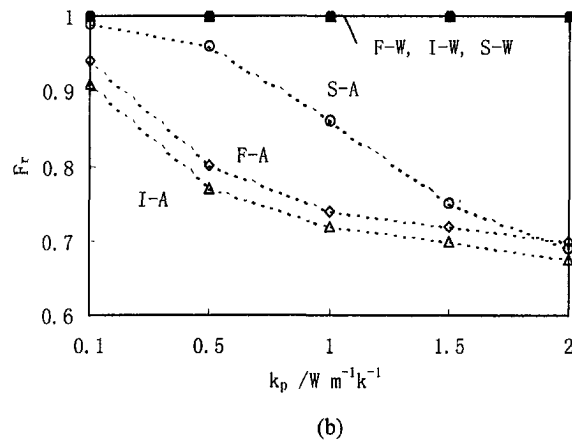 1
F-W, I-W, S-W
S-A
0.9
F-A
Fr
0.8
I-A
0.7
0.6
0.1 0.5 1 1.5 2
kp /W m⁻¹k⁻¹
(b)